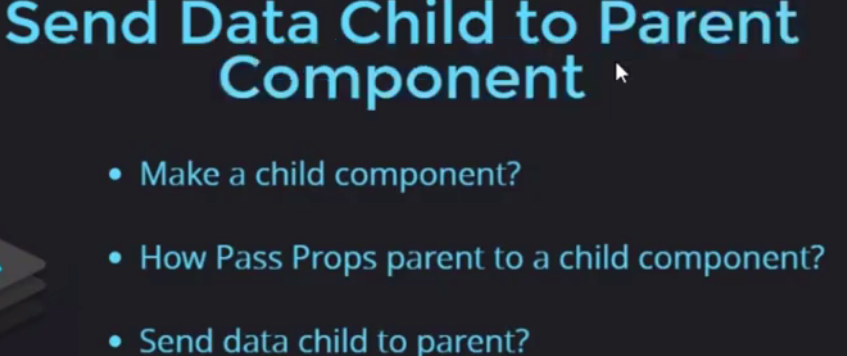 Send Data Child to Parent
Component
• Make a child component?
• How Pass Props parent to a child component?
• Send data child to parent?